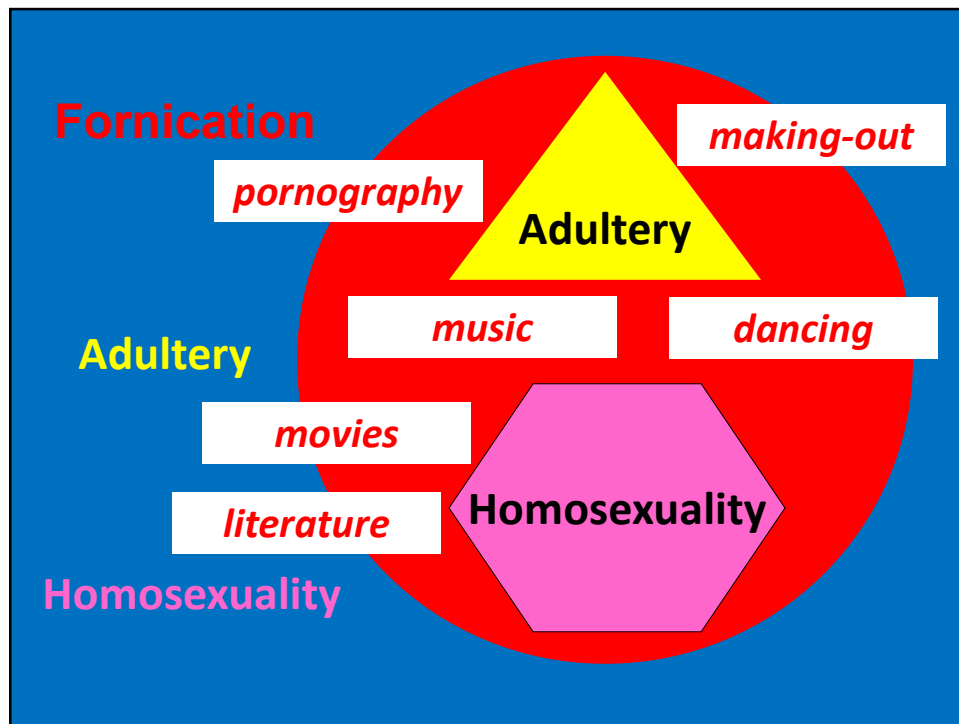 Fornication
making-out
pornography
Adultery
music
dancing
Adultery
movies
Homosexuality
literature
Homosexuality